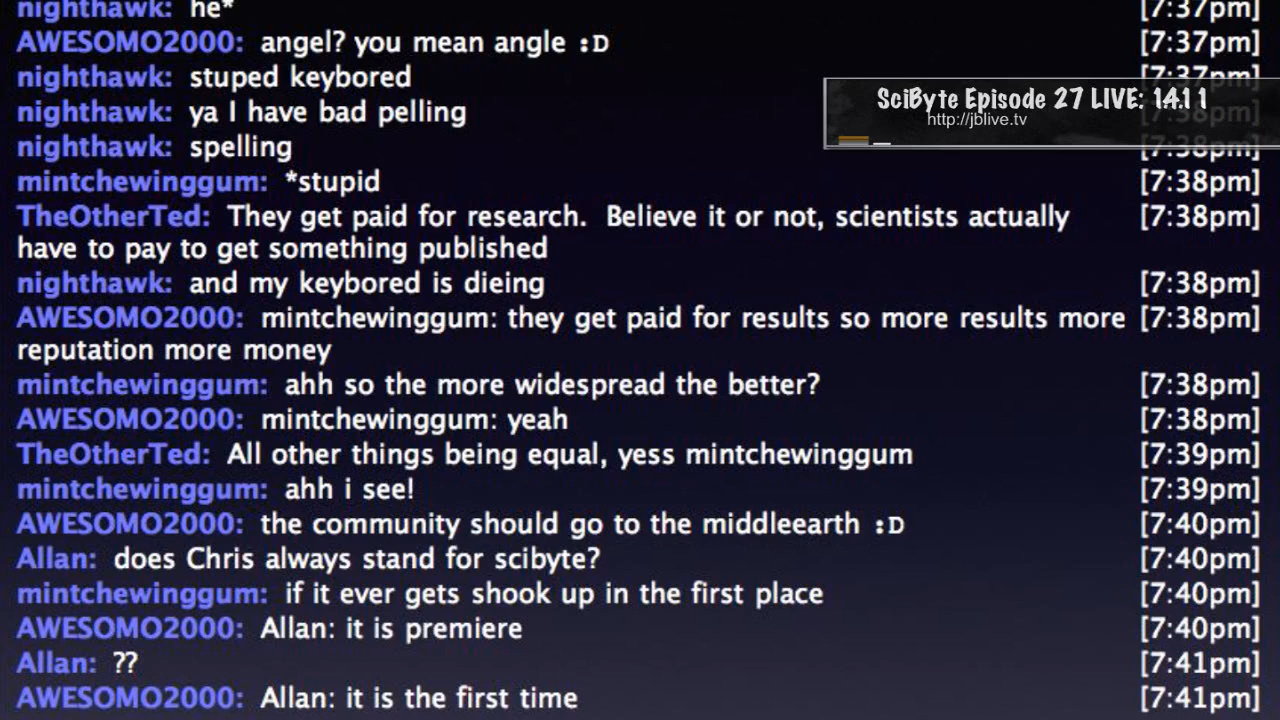 nighthawk: he* [7:37pm]
AWESOMO2000: angel? you mean angle :D [7:37pm]
nighthawk: stuped keybored [7:37pm]
SciByte Episode 27 LIVE: 14.11
http://jblive.tv
nighthawk: ya I have bad pelling [7:38pm]
nighthawk: spelling [7:38pm]
mintchewinggum: *stupid [7:38pm]
TheOtherTed: They get paid for research. Believe it or not, scientists actually [7:38pm]
have to pay to get something published
nighthawk: and my keybored is dieing [7:38pm]
AWESOMO2000: mintchewinggum: they get paid for results so more results more [7:38pm]
reputation more money
mintchewinggum: ahh so the more widespread the better? [7:38pm]
AWESOMO2000: mintchewinggum: yeah [7:38pm]
TheOtherTed: All other things being equal, yess mintchewinggum [7:39pm]
mintchewinggum: ahh i see! [7:39pm]
AWESOMO2000: the community should go to the middleearth :D [7:40pm]
Allan: does Chris always stand for scibyte? [7:40pm]
mintchewinggum: if it ever gets shook up in the first place [7:40pm]
AWESOMO2000: Allan: it is premiere [7:40pm]
Allan: ?? [7:41pm]
AWESOMO2000: Allan: it is the first time [7:41pm]